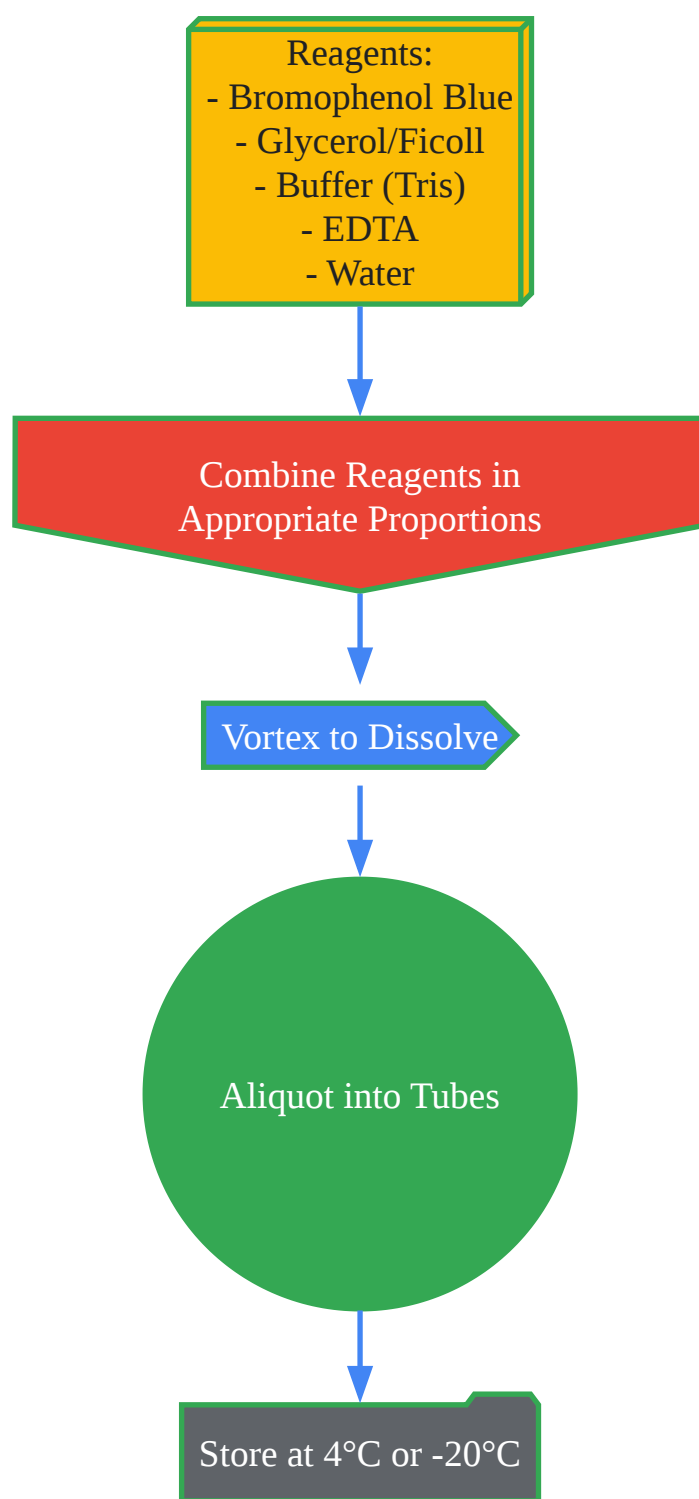 Reagents:
- Bromophenol Blue
- Glycerol/Ficoll
- Buffer (Tris)
- EDTA
- Water
Combine Reagents in
Appropriate Proportions
Vortex to Dissolve
Aliquot into Tubes
Store at 4°C or -20°C